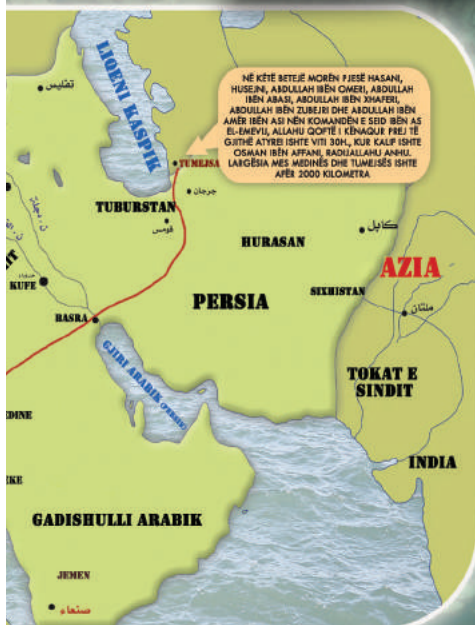 LIQENI KASPIK
تفليس
NË KËTË BETEJË MORËN PJESË HASANI,
HUSEJNI, ABDULLAH IBËN OMERI, ABDULLAH
IBËN ABASI, ABDULLAH IBËN XHAFERI,
ABDULLAH IBËN ZUBEJRI DHE ABDULLAH IBËN
AMËR IBËN ASI NËN KOMANDËN E SEID IBËN AS
EL-EMEVIJ, ALLAHU QOFTË I KËNAQUR PREJ TË
GJITHË ATYRE! ISHTE VITI 30H., KUR KALIF ISHTE
OSMAN IBËN AFFANI, RADIJALLAHU ANHU.
LARGËSIA MES MEDINËS DHE TUMEJSËS ISHTE
AFËR 2000 KILOMETRA
TUMEJSA
جرجان
TUBURSTAN
قومس
كابل
HURASAN
AZIA
KUFE
PERSIA
SIXHISTAN
ملتان
BASRA
GJIRI ARABIK (PERSIK)
TOKAT E
SINDIT
EDINE
INDIA
EKE
GADISHULLI ARABIK
JEMEN
صنعاء